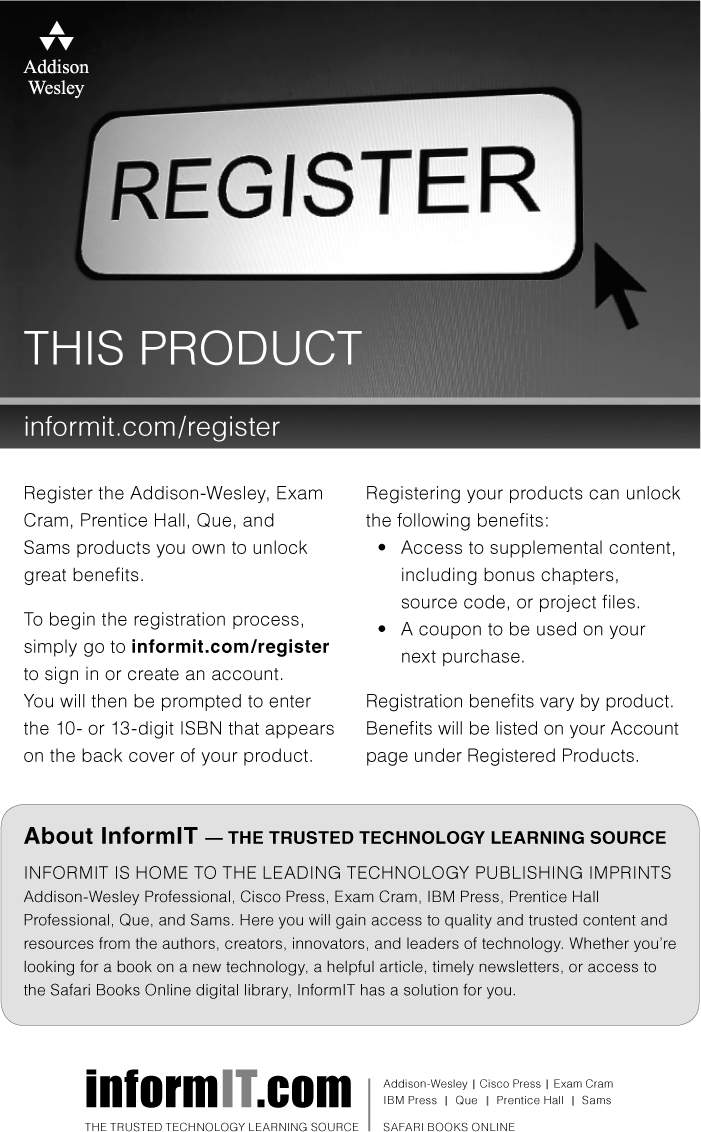 Addison
Wesley
REGISTER
THIS PRODUCT
informit.com/register
Register the Addison-Wesley, Exam
Cram, Prentice Hall, Que, and
Sams products you own to unlock
great benefits.
To begin the registration process,
simply go to informit.com/register
to sign in or create an account.
You will then be prompted to enter
the 10- or 13-digit ISBN that appears
on the back cover of your product.
Registering your products can unlock
the following benefits:
• Access to supplemental content,
including bonus chapters,
source code, or project files.
• A coupon to be used on your
next purchase.
Registration benefits vary by product.
Benefits will be listed on your Account
page under Registered Products.
About InformIT — THE TRUSTED TECHNOLOGY LEARNING SOURCE
INFORMIT IS HOME TO THE LEADING TECHNOLOGY PUBLISHING IMPRINTS
Addison-Wesley Professional, Cisco Press, Exam Cram, IBM Press, Prentice Hall
Professional, Que, and Sams. Here you will gain access to quality and trusted content and
resources from the authors, creators, innovators, and leaders of technology. Whether you're
looking for a book on a new technology, a helpful article, timely newsletters, or access to
the Safari Books Online digital library, InformIT has a solution for you.
informIT.com
THE TRUSTED TECHNOLOGY LEARNING SOURCE
Addison-Wesley | Cisco Press | Exam Cram
IBM Press | Que | Prentice Hall | Sams
SAFARI BOOKS ONLINE